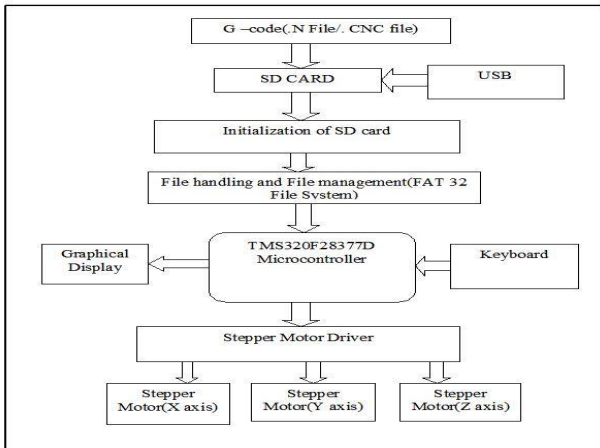 G –code(.N File/. CNC file)
SD CARD
USB
Initialization of SD card
File handling and File management(FAT 32
File System)
TMS320F28377D
Microcontroller
Graphical
Display
Keyboard
Stepper Motor Driver
Stepper
Motor(X axis)
Stepper
Motor(Y axis)
Stepper
Motor(Z axis)